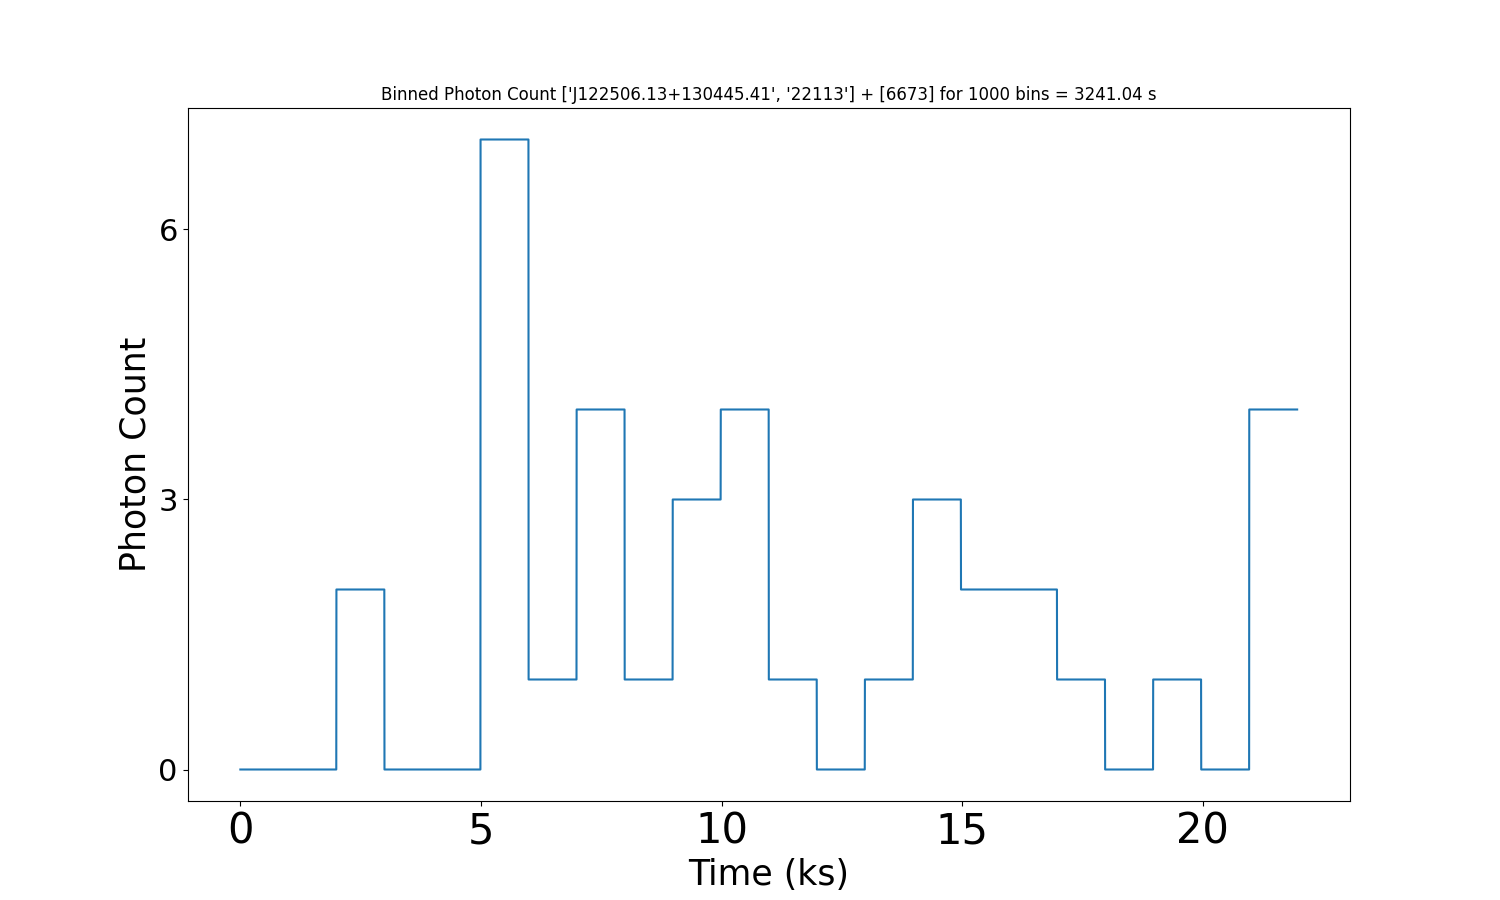 Binned Photon Count ['J122506.13+130445.41', '22113'] + [6673] for 1000 bins = 3241.04 s
6
3
0
Photon Count
0 5 10 15 20
Time (ks)